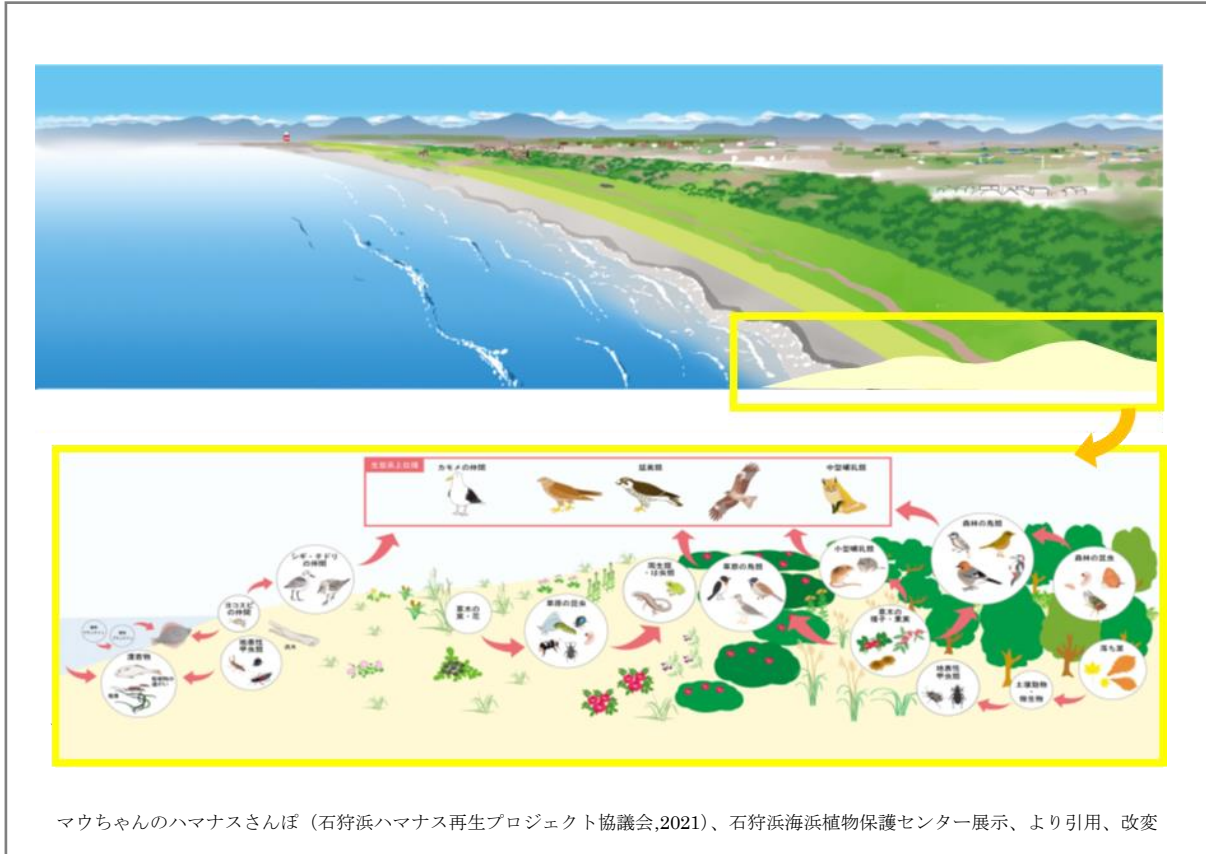 生態系上位種
カモメの仲間
猛禽類
中型哺乳類
シギ・チドリ
の仲間
ヨコエビ
の仲間
地表性
甲虫類
流木
漂着物
海藻
草木の
葉・花
草原の昆虫
両生類
・は虫類
草原の鳥類
小型哺乳類
草木の
種子・果実
森林の鳥類
森林の昆虫
落ち葉
土壌動物
・微生物
地表性
甲虫類
マウちゃんのハマナスさんぽ（石狩浜ハマナス再生プロジェクト協議会,2021）、石狩浜海浜植物保護センター展示、より引用、改変